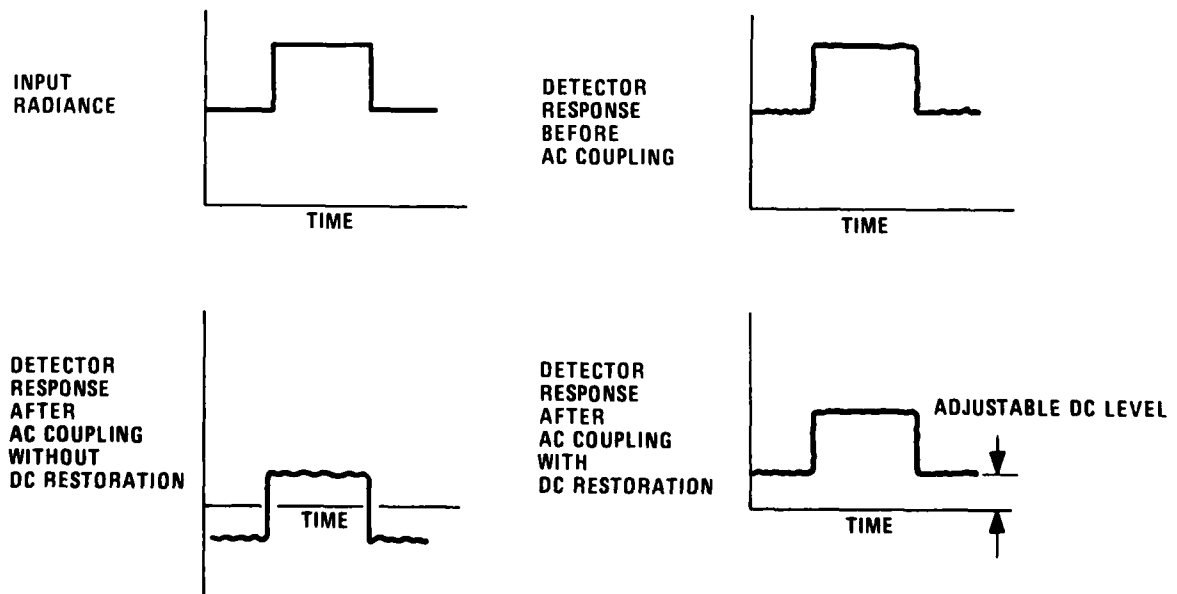 INPUT
RADIANCE
TIME
DETECTOR
RESPONSE
BEFORE
AC COUPLING
TIME
DETECTOR
RESPONSE
AFTER
AC COUPLING
WITHOUT
DC RESTORATION
TIME
DETECTOR
RESPONSE
AFTER
AC COUPLING
WITH
DC RESTORATION
ADJUSTABLE DC LEVEL
TIME